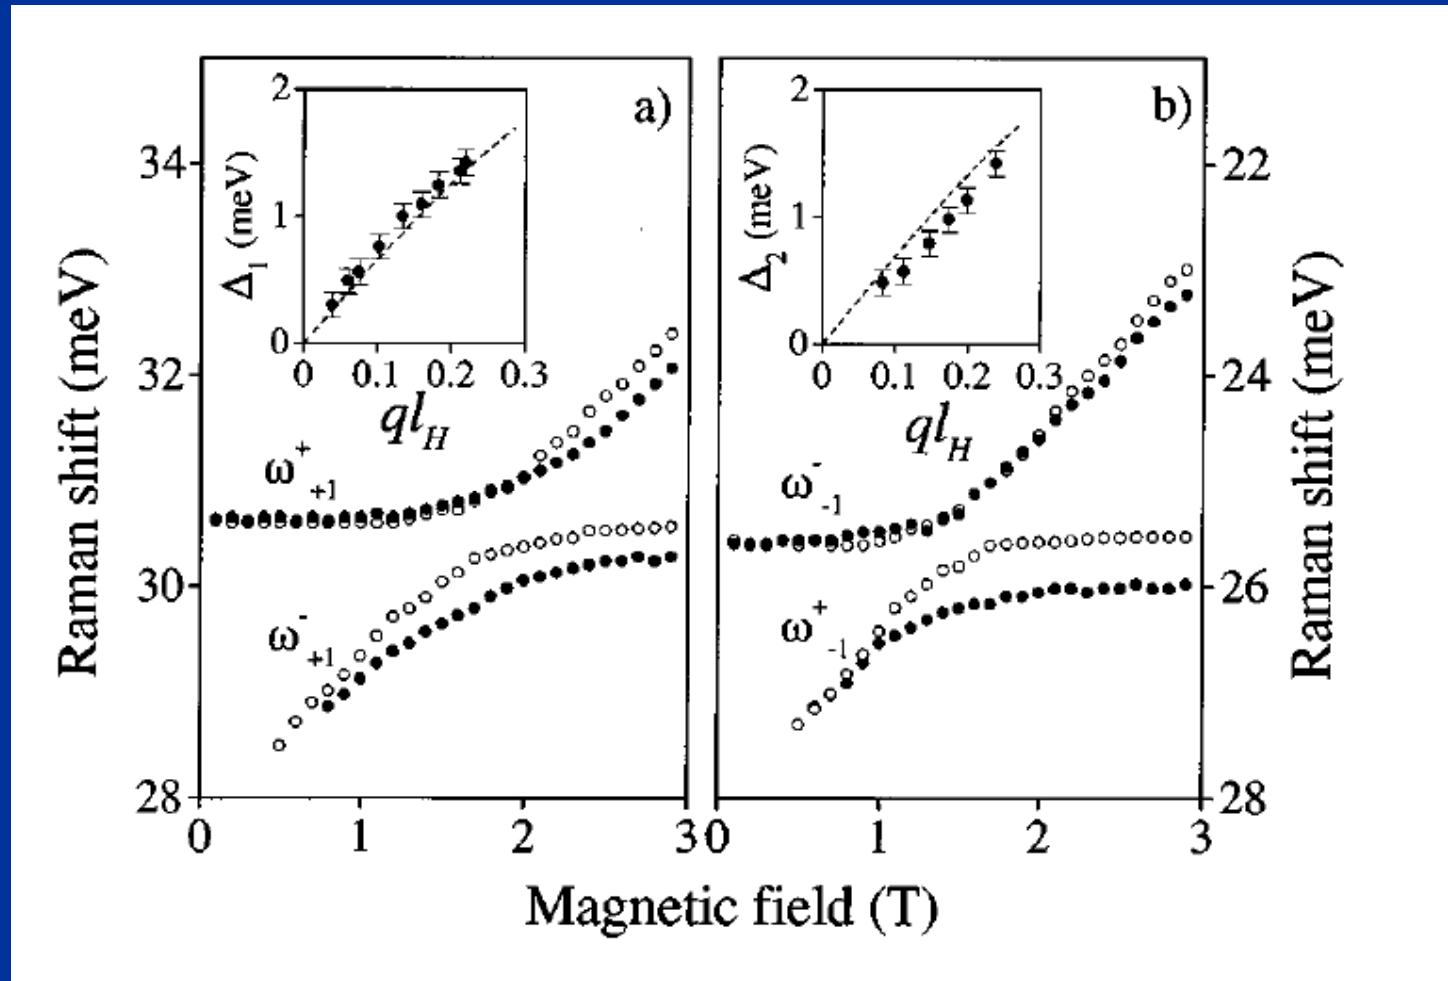 a)
34
32
30
28
Raman shift (meV)
2
1
0
Δ₁ (meV)
0 0.1 0.2 0.3
qlH
ω⁺₊₁
ω⁻₊₁
0 1 2 3
b)
2
1
0
Δ₂ (meV)
0 0.1 0.2 0.3
qlH
ω⁻₋₁
ω⁺₋₁
0 1 2 3
22
24
26
28
Raman shift (meV)
Magnetic field (T)